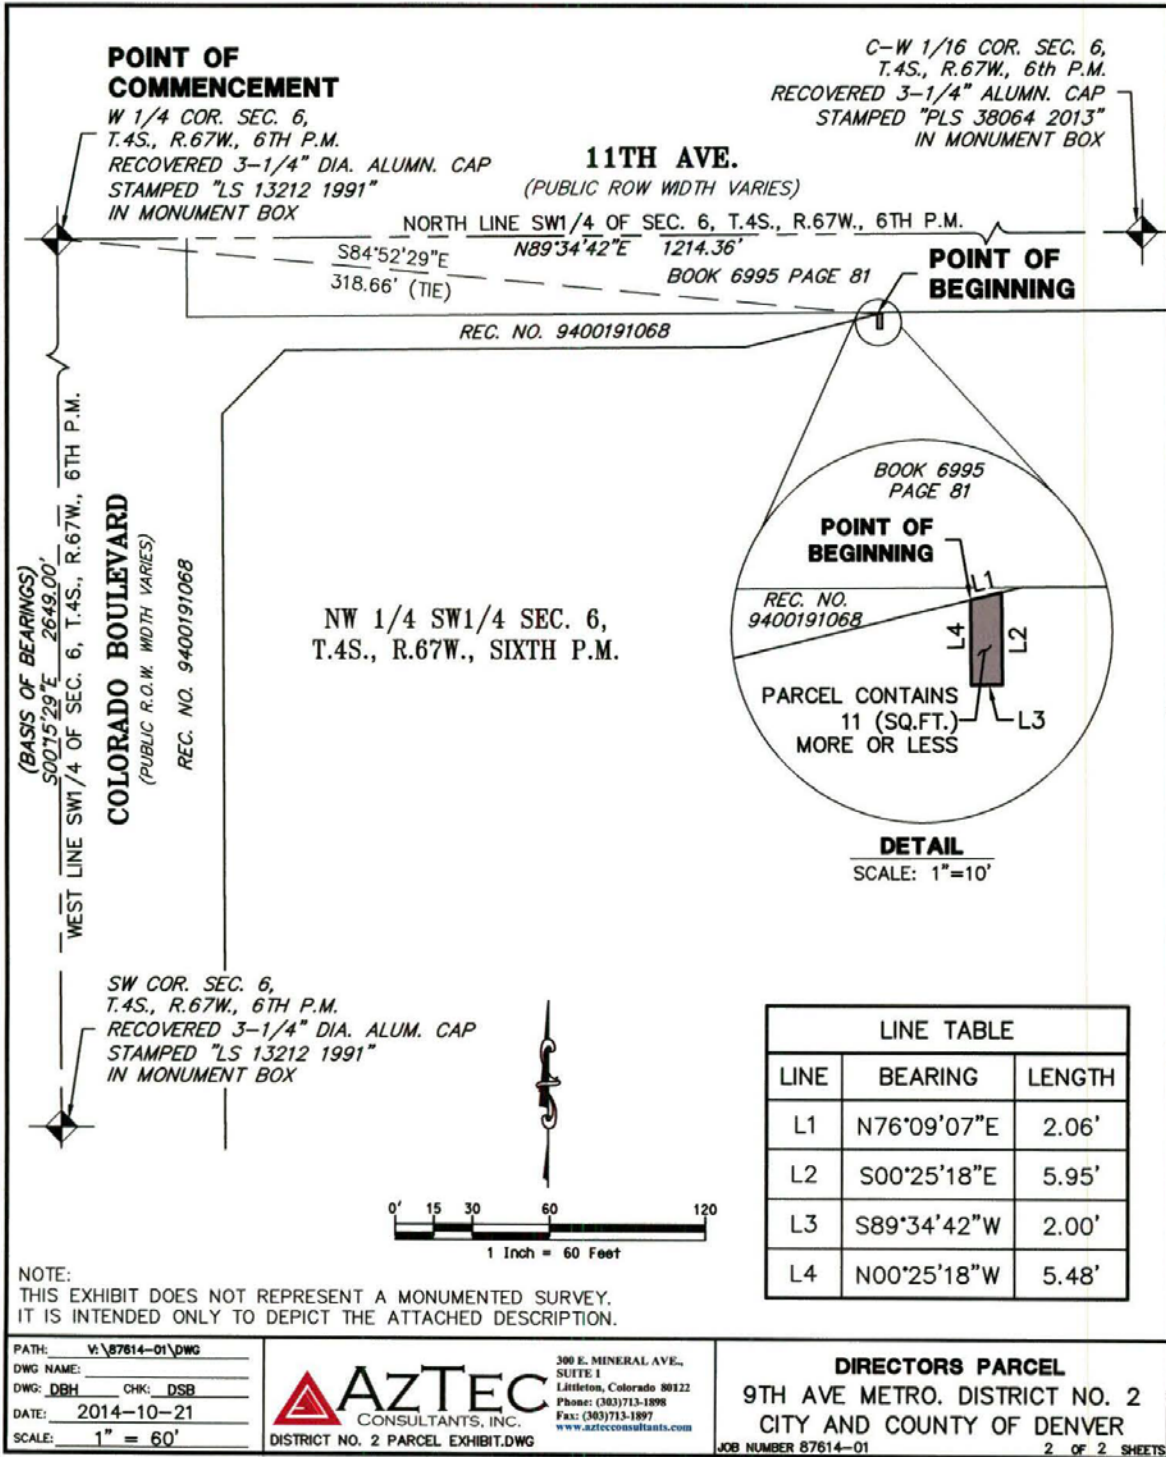 POINT OF
COMMENCEMENT
W 1/4 COR. SEC. 6,
T.4S., R.67W., 6TH P.M.
RECOVERED 3-1/4" DIA. ALUMN. CAP
STAMPED "LS 13212 1991"
IN MONUMENT BOX
C-W 1/16 COR. SEC. 6,
T.4S., R.67W., 6th P.M.
RECOVERED 3-1/4" ALUMN. CAP
STAMPED "PLS 38064 2013"
IN MONUMENT BOX
11TH AVE.
(PUBLIC ROW WIDTH VARIES)
NORTH LINE SW1/4 OF SEC. 6, T.4S., R.67W., 6TH P.M.
N89°34'42"E 1214.36'
S84°52'29"E
318.66' (TIE)
BOOK 6995 PAGE 81
POINT OF
BEGINNING
REC. NO. 9400191068
(BASIS OF BEARINGS)
S00°15'29"E 2649.00'
WEST LINE SW1/4 OF SEC. 6, T.4S., R.67W., 6TH P.M.
COLORADO BOULEVARD
(PUBLIC R.O.W. WIDTH VARIES)
REC. NO. 9400191068
NW 1/4 SW1/4 SEC. 6,
T.4S., R.67W., SIXTH P.M.
BOOK 6995
PAGE 81
POINT OF
BEGINNING
L1
REC. NO.
9400191068
L4
L2
PARCEL CONTAINS
11 (SQ.FT.)
MORE OR LESS
L3
DETAIL
SCALE: 1"=10'
SW COR. SEC. 6,
T.4S., R.67W., 6TH P.M.
RECOVERED 3-1/4" DIA. ALUM. CAP
STAMPED "LS 13212 1991"
IN MONUMENT BOX
LINE TABLE
LINE BEARING LENGTH
L1 N76°09'07"E 2.06'
L2 S00°25'18"E 5.95'
L3 S89°34'42"W 2.00'
L4 N00°25'18"W 5.48'
0' 15 30 60 120
1 Inch = 60 Feet
NOTE:
THIS EXHIBIT DOES NOT REPRESENT A MONUMENTED SURVEY.
IT IS INTENDED ONLY TO DEPICT THE ATTACHED DESCRIPTION.
PATH: V:\87614-01\DWG
DWG NAME:
DWG: DBH CHK: DSB
DATE: 2014-10-21
SCALE: 1" = 60'
AZTEC
CONSULTANTS, INC.
300 E. MINERAL AVE.,
SUITE 1
Littleton, Colorado 80122
Phone: (303)713-1898
Fax: (303)713-1897
www.aztecconsultants.com
DISTRICT NO. 2 PARCEL EXHIBIT.DWG
DIRECTORS PARCEL
9TH AVE METRO. DISTRICT NO. 2
CITY AND COUNTY OF DENVER
JOB NUMBER 87614-01 2 OF 2 SHEETS